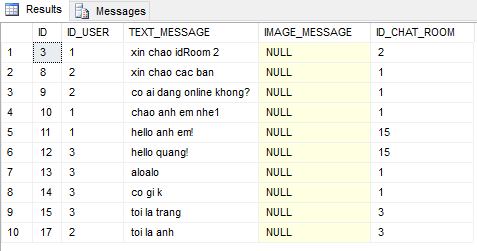 Results Messages
ID ID_USER TEXT_MESSAGE IMAGE_MESSAGE ID_CHAT_ROOM
1 3 1 xin chao idRoom 2 NULL 2
2 8 2 xin chao cac ban NULL 1
3 9 2 co ai dang online khong? NULL 1
4 10 1 chao anh em nhe1 NULL 1
5 11 1 hello anh em! NULL 15
6 12 3 hello quang! NULL 15
7 13 3 aloalo NULL 1
8 14 3 co gi k NULL 1
9 15 3 toi la trang NULL 3
10 17 2 toi la anh NULL 3